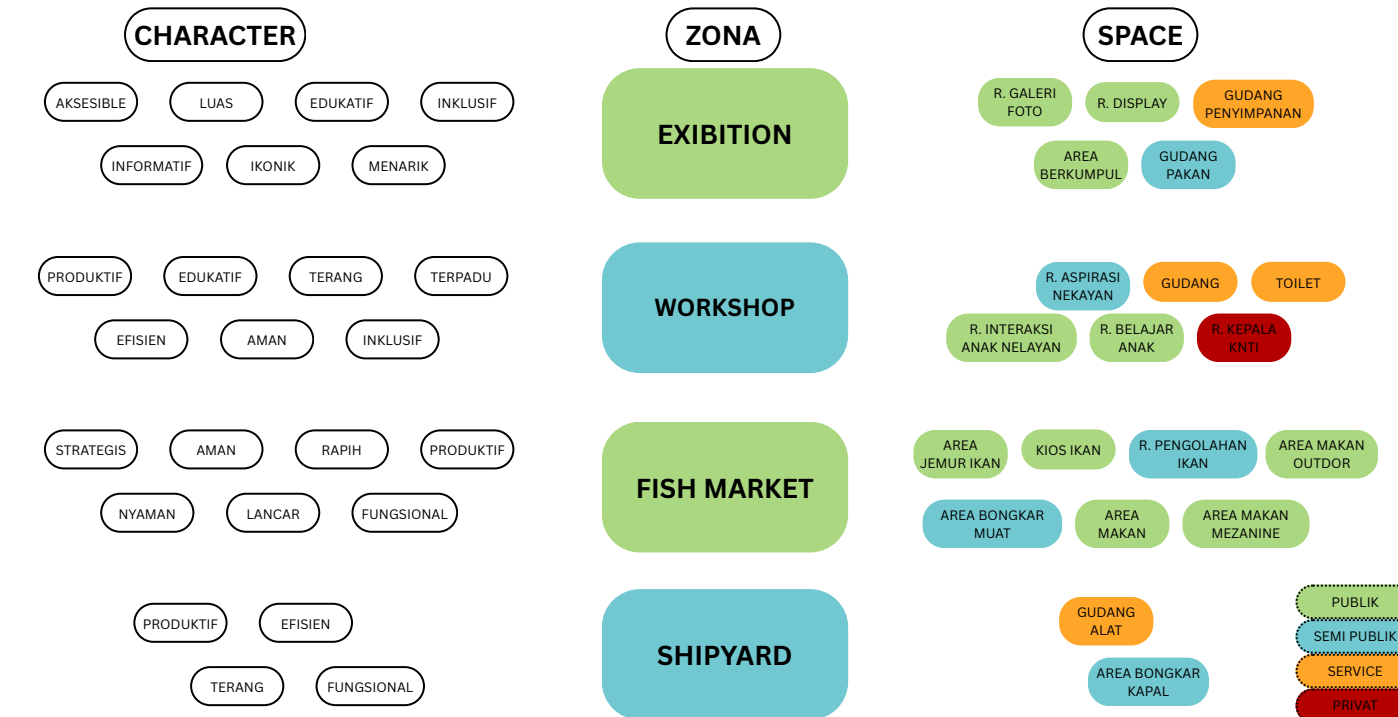 CHARACTER
ZONA
SPACE
AKSESIBLE
LUAS
EDUKATIF
INKLUSIF
INFORMATIF
IKONIK
MENARIK
EXIBITION
R. GALERI
FOTO
R. DISPLAY
GUDANG
PENYIMPANAN
AREA
BERKUMPUL
GUDANG
PAKAN
PRODUKTIF
EDUKATIF
TERANG
TERPADU
EFISIEN
AMAN
INKLUSIF
WORKSHOP
R. ASPIRASI
NEKAYAN
GUDANG
TOILET
R. INTERAKSI
ANAK NELAYAN
R. BELAJAR
ANAK
R. KEPALA
KNTI
STRATEGIS
AMAN
RAPIH
PRODUKTIF
NYAMAN
LANCAR
FUNGSIONAL
FISH MARKET
AREA
JEMUR IKAN
KIOS IKAN
R. PENGOLAHAN
IKAN
AREA MAKAN
OUTDOR
AREA BONGKAR
MUAT
AREA
MAKAN
AREA MAKAN
MEZANINE
PRODUKTIF
EFISIEN
TERANG
FUNGSIONAL
SHIPYARD
GUDANG
ALAT
AREA BONGKAR
KAPAL
PUBLIK
SEMI PUBLIK
SERVICE
PRIVAT